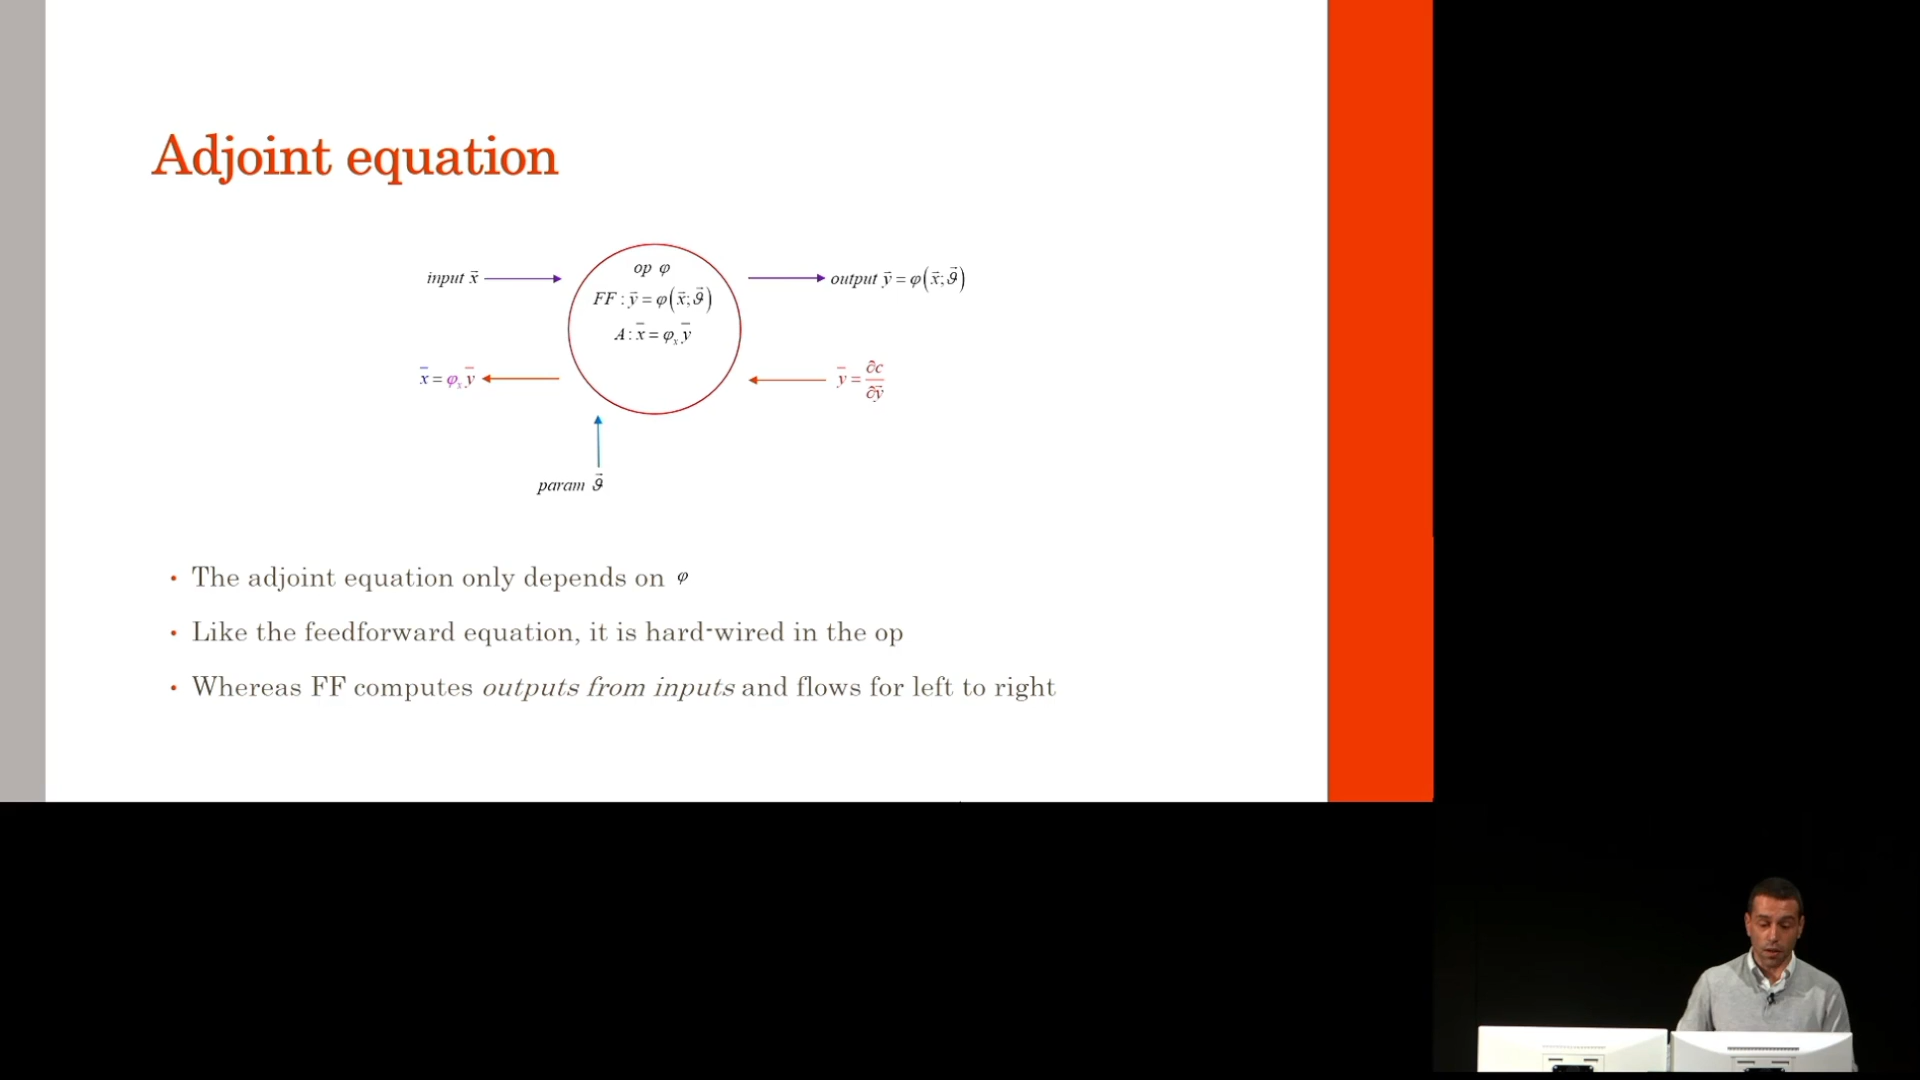 Adjoint equation
op φ
input x⃗
FF : y⃗ = φ(x⃗; ϑ⃗)
output y⃗ = φ(x⃗; ϑ⃗)
A : x̄ = φₓ ȳ
x̄ = φₓ ȳ
ȳ = ∂c/∂y⃗
param ϑ⃗
• The adjoint equation only depends on φ
• Like the feedforward equation, it is hard-wired in the op
• Whereas FF computes outputs from inputs and flows for left to right